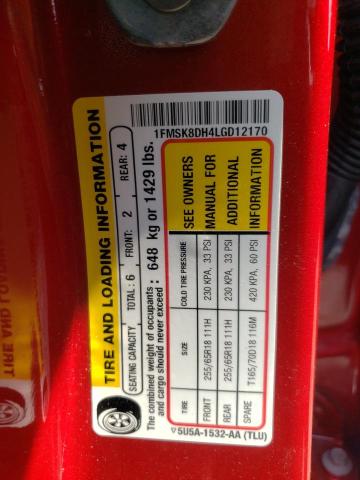 1FMSK8DH4LGD12170
TIRE AND LOADING INFORMATION
SEATING CAPACITY TOTAL: 6 FRONT: 2 REAR: 4
The combined weight of occupants and cargo should never exceed: 648 kg or 1429 lbs.
TIRE SIZE COLD TIRE PRESSURE SEE OWNERS
FRONT 255/65R18 111H 230 KPA, 33 PSI MANUAL FOR
REAR 255/65R18 111H 230 KPA, 33 PSI ADDITIONAL
SPARE T165/70D18 116M 420 KPA, 60 PSI INFORMATION
5U5A-1532-AA (TLU)